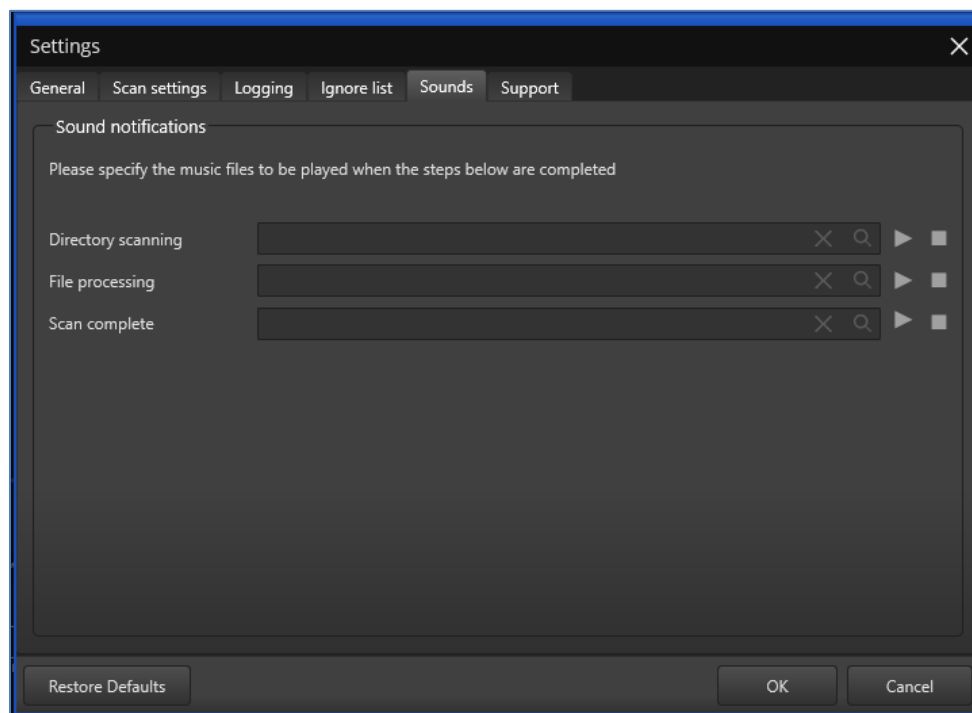 Settings
General Scan settings Logging Ignore list Sounds Support
Sound notifications
Please specify the music files to be played when the steps below are completed
Directory scanning
File processing
Scan complete
Restore Defaults OK Cancel